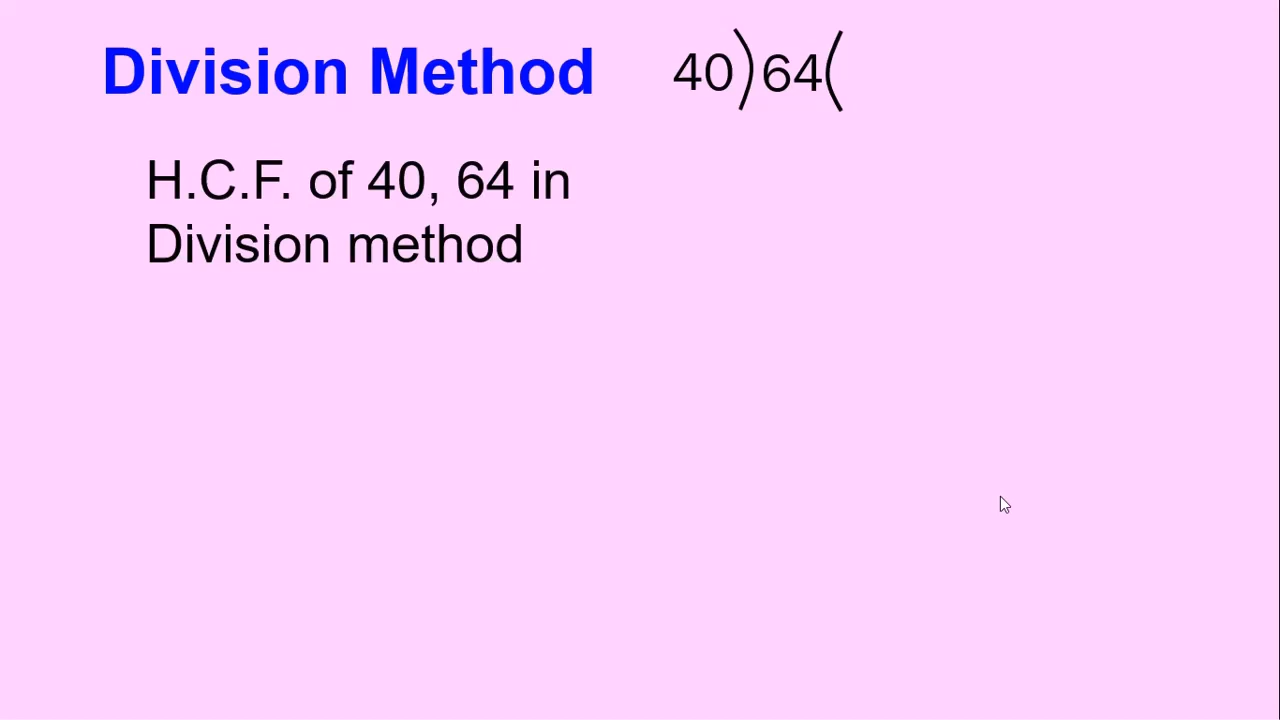 Division Method
40)64(
H.C.F. of 40, 64 in
Division method